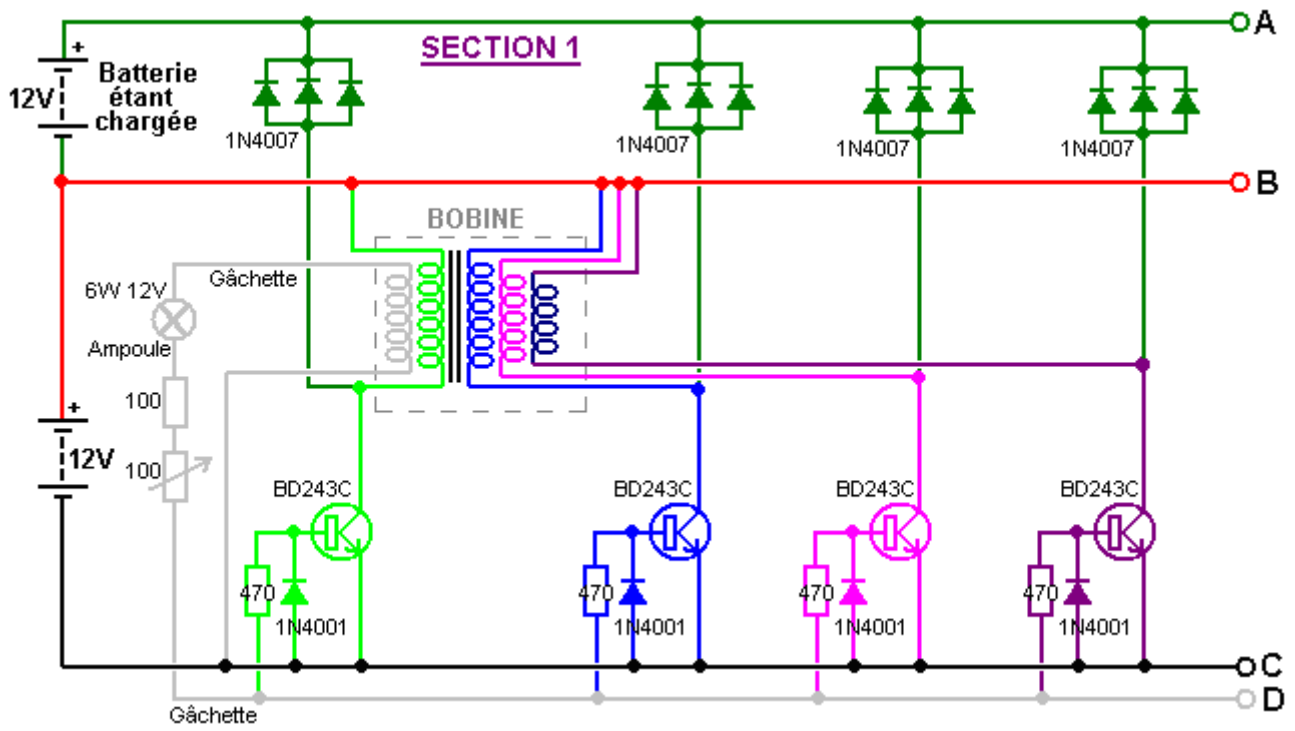 A
SECTION 1
+
Batterie
étant
chargée
12V
1N4007
1N4007
1N4007
1N4007
B
BOBINE
Gâchette
6W 12V
Ampoule
100
+
12V
100
BD243C
BD243C
BD243C
BD243C
470
470
470
470
1N4001
1N4001
1N4001
1N4001
C
D
Gâchette